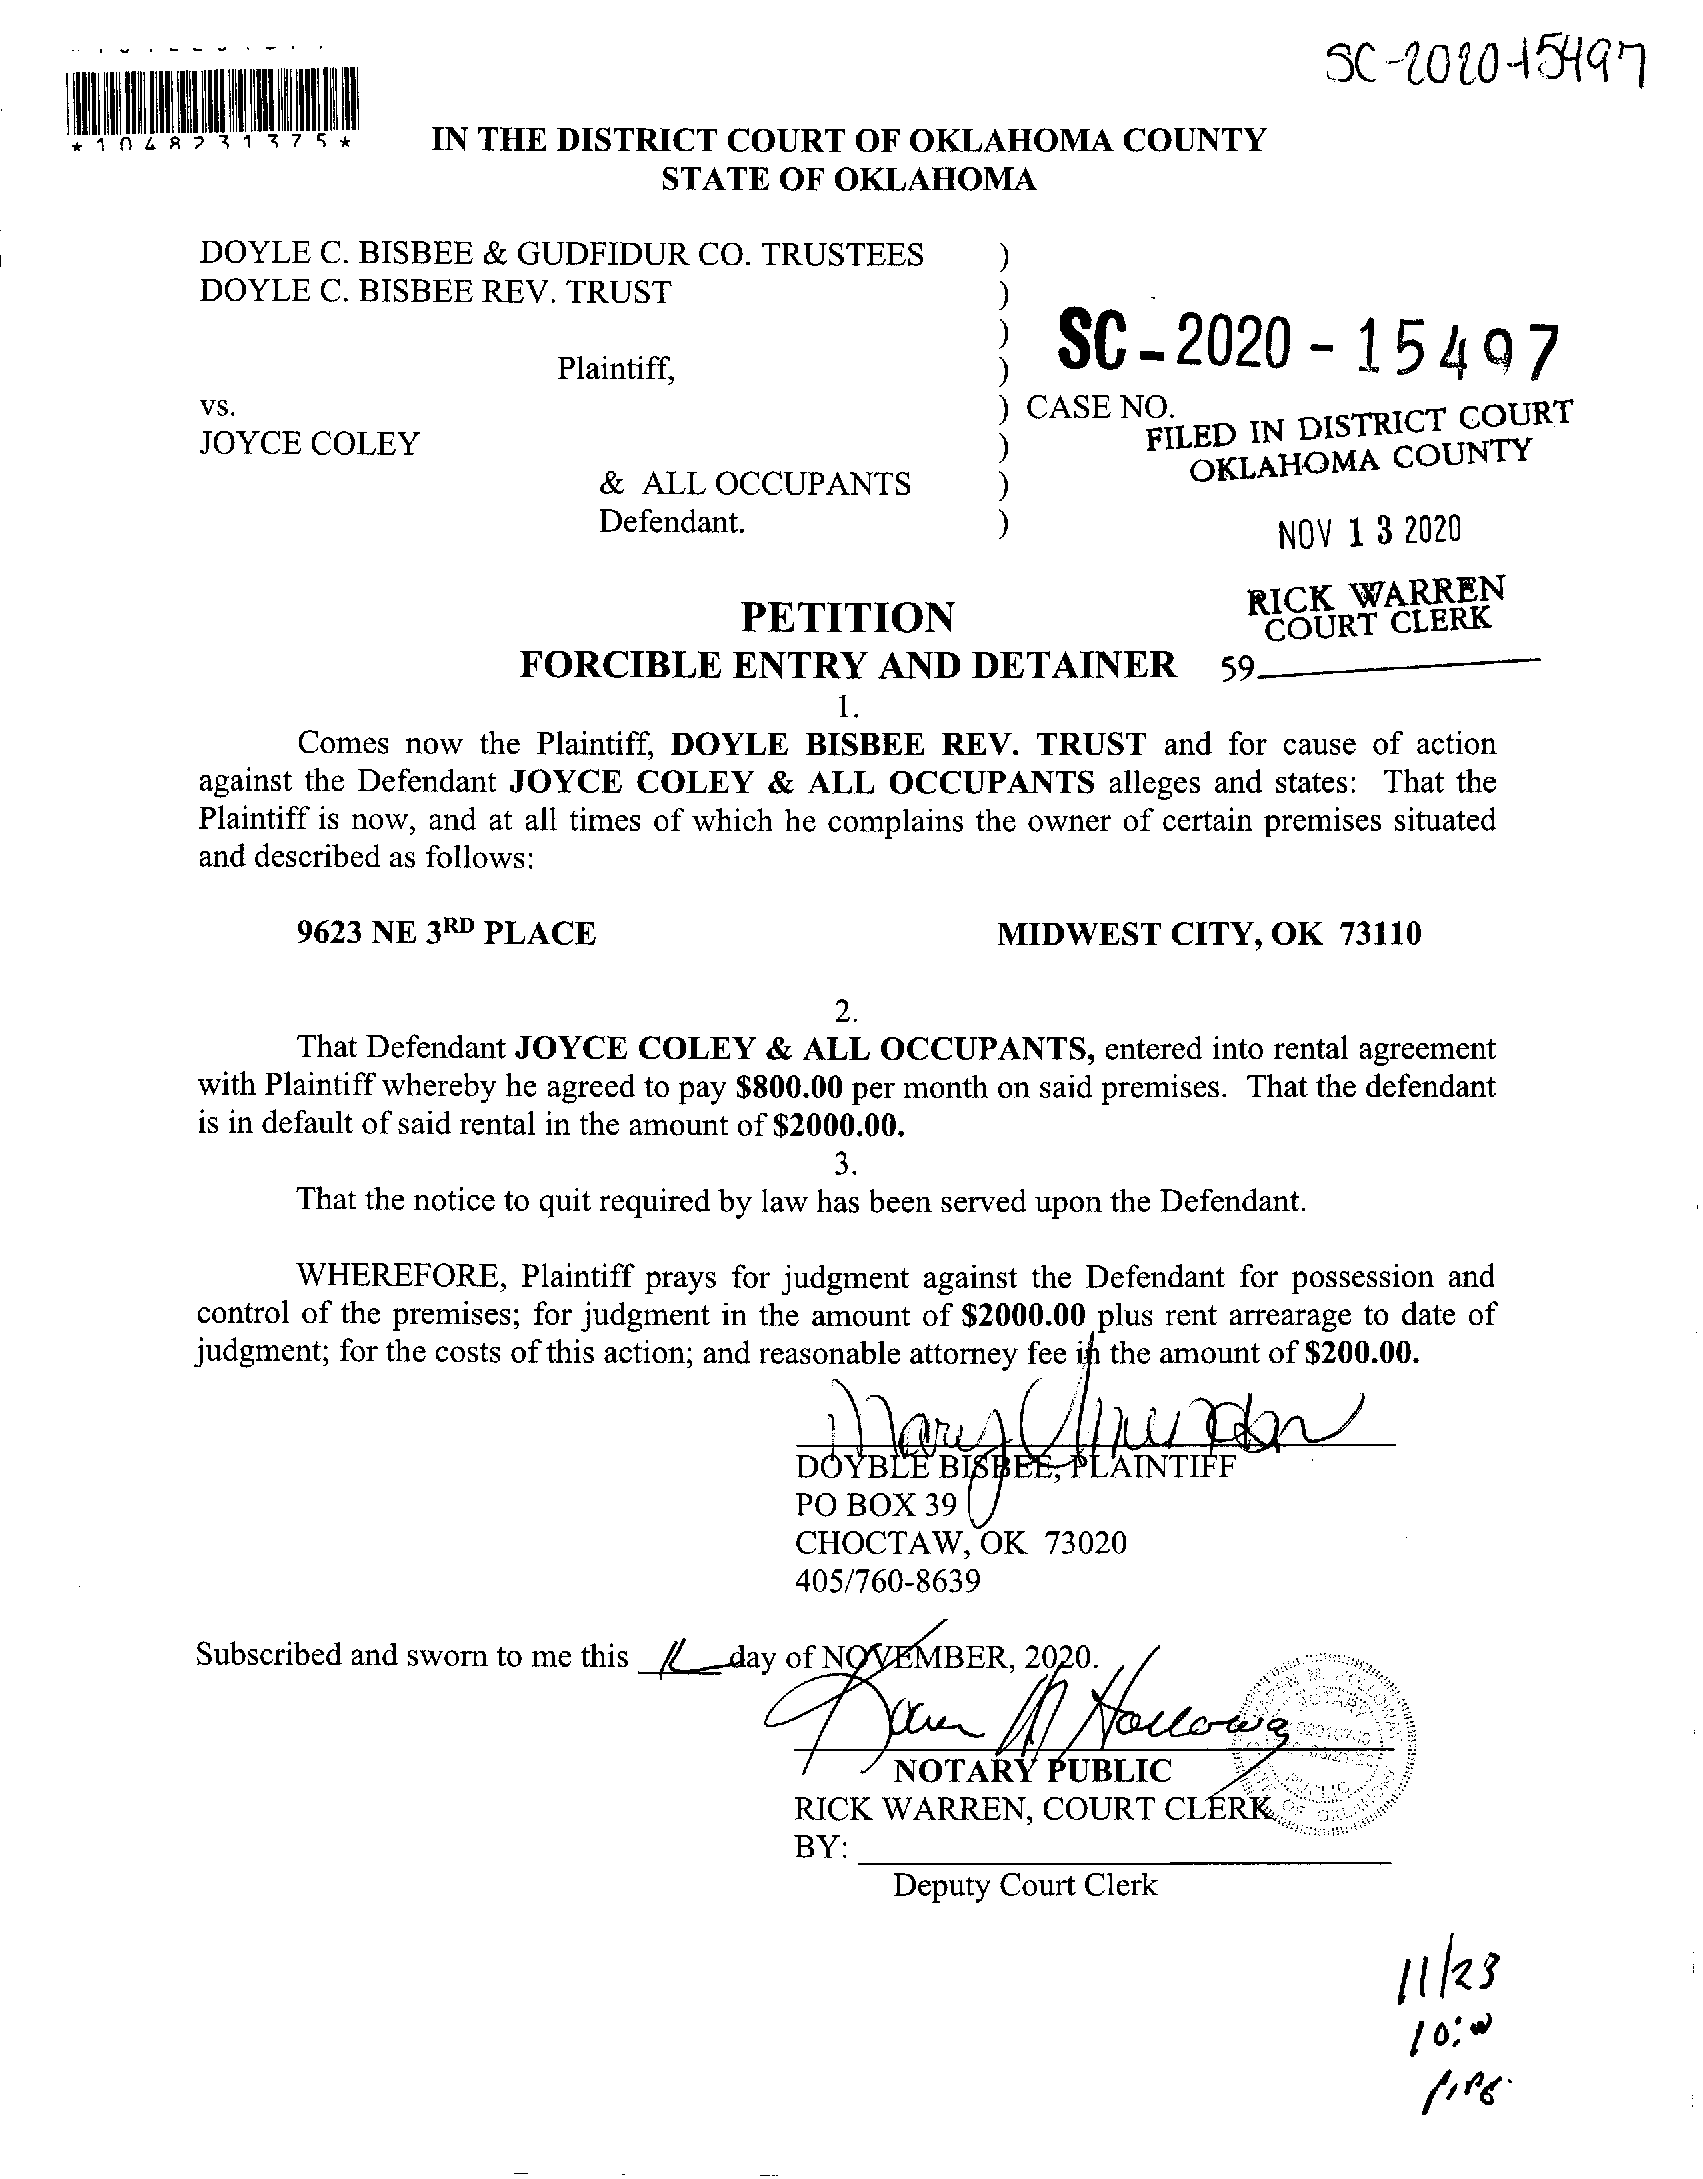 SC-2020-15497
*1048231375*
IN THE DISTRICT COURT OF OKLAHOMA COUNTY
STATE OF OKLAHOMA
DOYLE C. BISBEE & GUDFIDUR CO. TRUSTEES )
DOYLE C. BISBEE REV. TRUST )
)
SC-2020-15497
Plaintiff, )
vs. ) CASE NO.
FILED IN DISTRICT COURT
JOYCE COLEY )
OKLAHOMA COUNTY
& ALL OCCUPANTS )
Defendant. )
NOV 13 2020
RICK WARREN
COURT CLERK
PETITION
FORCIBLE ENTRY AND DETAINER
59
1.
Comes now the Plaintiff, DOYLE BISBEE REV. TRUST and for cause of action
against the Defendant JOYCE COLEY & ALL OCCUPANTS alleges and states: That the
Plaintiff is now, and at all times of which he complains the owner of certain premises situated
and described as follows:
9623 NE 3RD PLACE MIDWEST CITY, OK 73110
2.
That Defendant JOYCE COLEY & ALL OCCUPANTS, entered into rental agreement
with Plaintiff whereby he agreed to pay $800.00 per month on said premises. That the defendant
is in default of said rental in the amount of $2000.00.
3.
That the notice to quit required by law has been served upon the Defendant.
WHEREFORE, Plaintiff prays for judgment against the Defendant for possession and
control of the premises; for judgment in the amount of $2000.00 plus rent arrearage to date of
judgment; for the costs of this action; and reasonable attorney fee in the amount of $200.00.
Mary
DOYBLE BISBEE, PLAINTIFF
PO BOX 39
CHOCTAW, OK 73020
405/760-8639
Subscribed and sworn to me this day of NOVEMBER, 2020.
Karen M Holloway
NOTARY PUBLIC
RICK WARREN, COURT CLERK
BY:
Deputy Court Clerk
11/23
10:00